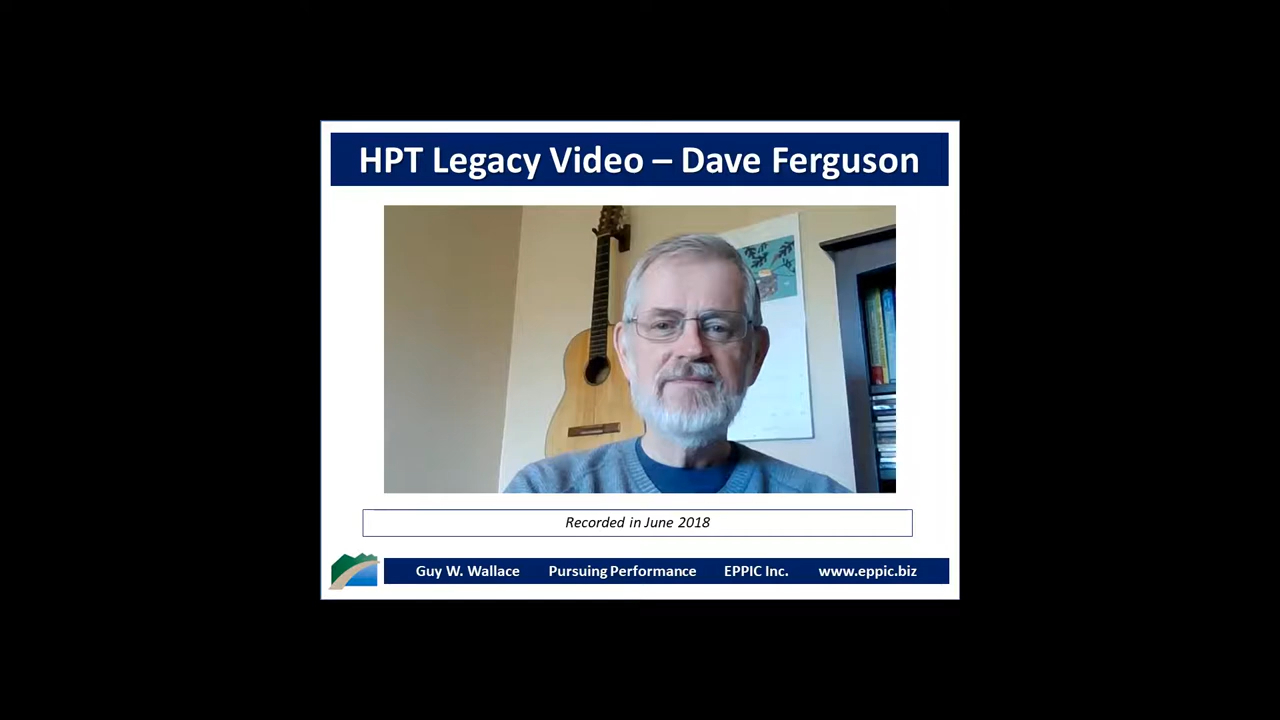 HPT Legacy Video – Dave Ferguson
Recorded in June 2018
Guy W. Wallace Pursuing Performance EPPIC Inc. www.eppic.biz